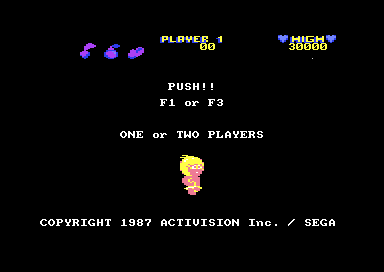 PLAYER 1
00
HIGH
30000
PUSH!!
F1 or F3
ONE or TWO PLAYERS
COPYRIGHT 1987 ACTIVISION Inc. / SEGA